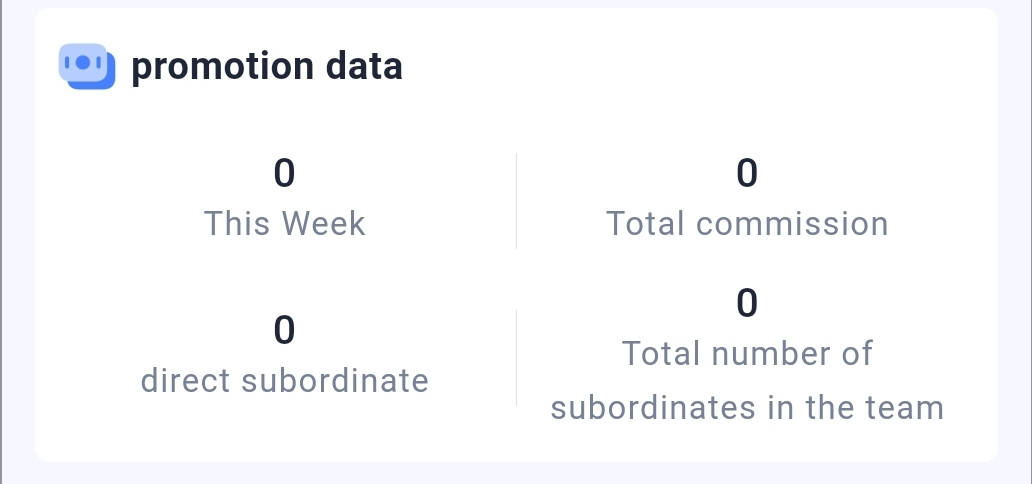 promotion data
0
This Week
0
Total commission
0
direct subordinate
0
Total number of
subordinates in the team